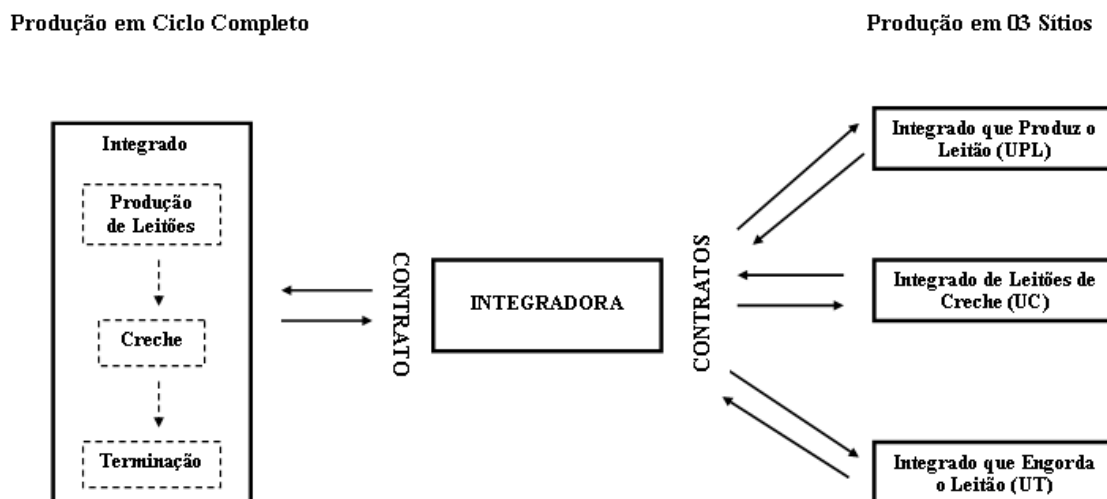 Produção em Ciclo Completo
Produção em 03 Sítios
Integrado
Produção
de Leitões
Creche
Terminação
CONTRATO
INTEGRADORA
CONTRATOS
Integrado que Produz o
Leitão (UPL)
Integrado de Leitões de
Creche (UC)
Integrado que Engorda
o Leitão (UT)